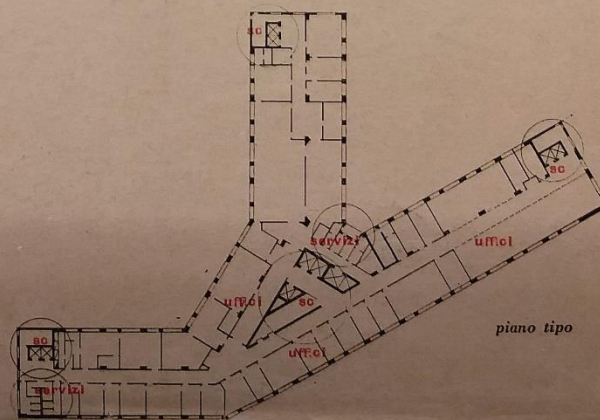 sc
sc
servizi
uffici
uffici
sc
uffici
piano tipo
sc
servizi